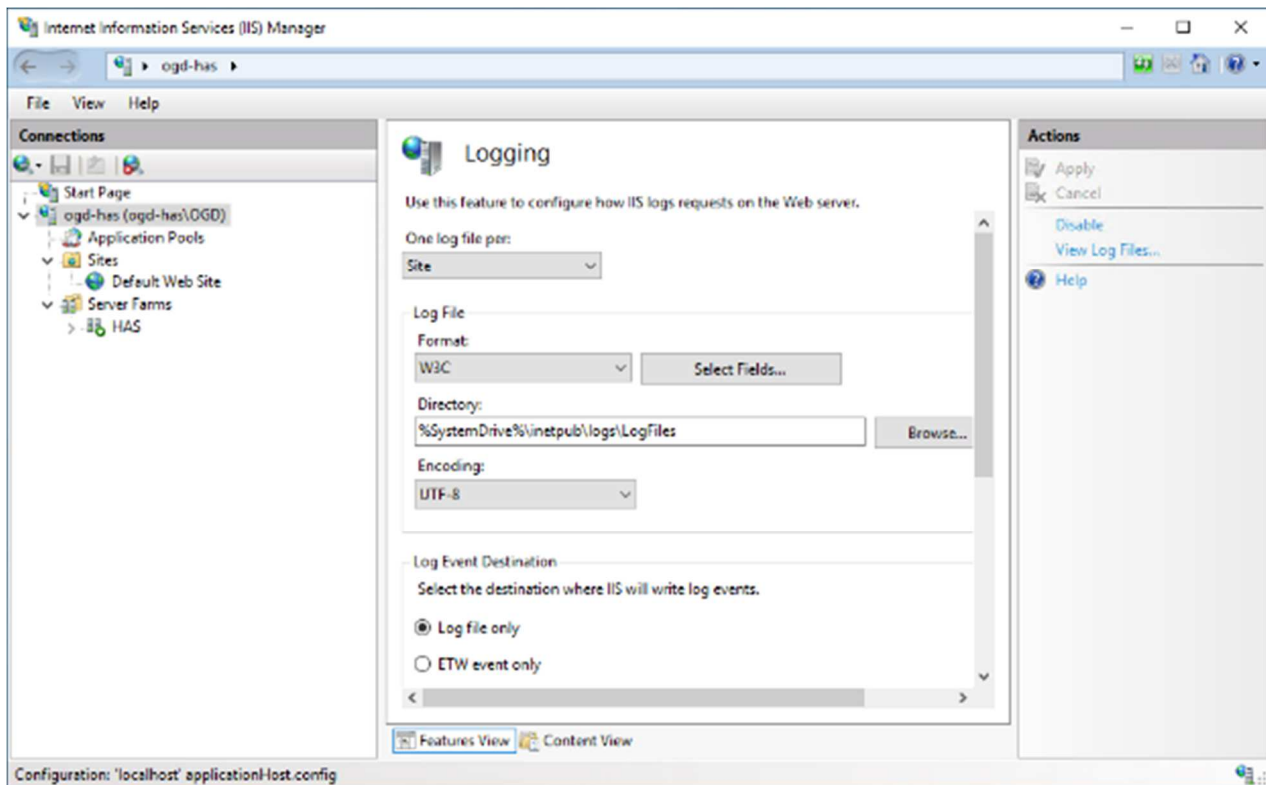 Internet Information Services (IIS) Manager
ogd-has
File View Help
Connections
Start Page
ogd-has (ogd-has\OGD)
Application Pools
Sites
Default Web Site
Server Farms
HAS
Logging
Use this feature to configure how IIS logs requests on the Web server.
One log file per:
Site
Log File
Format:
W3C
Select Fields...
Directory:
%SystemDrive%\inetpub\logs\LogFiles
Browse...
Encoding:
UTF-8
Log Event Destination
Select the destination where IIS will write log events.
Log file only
ETW event only
Features View
Content View
Actions
Apply
Cancel
Disable
View Log Files...
Help
Configuration: 'localhost' applicationHost.config